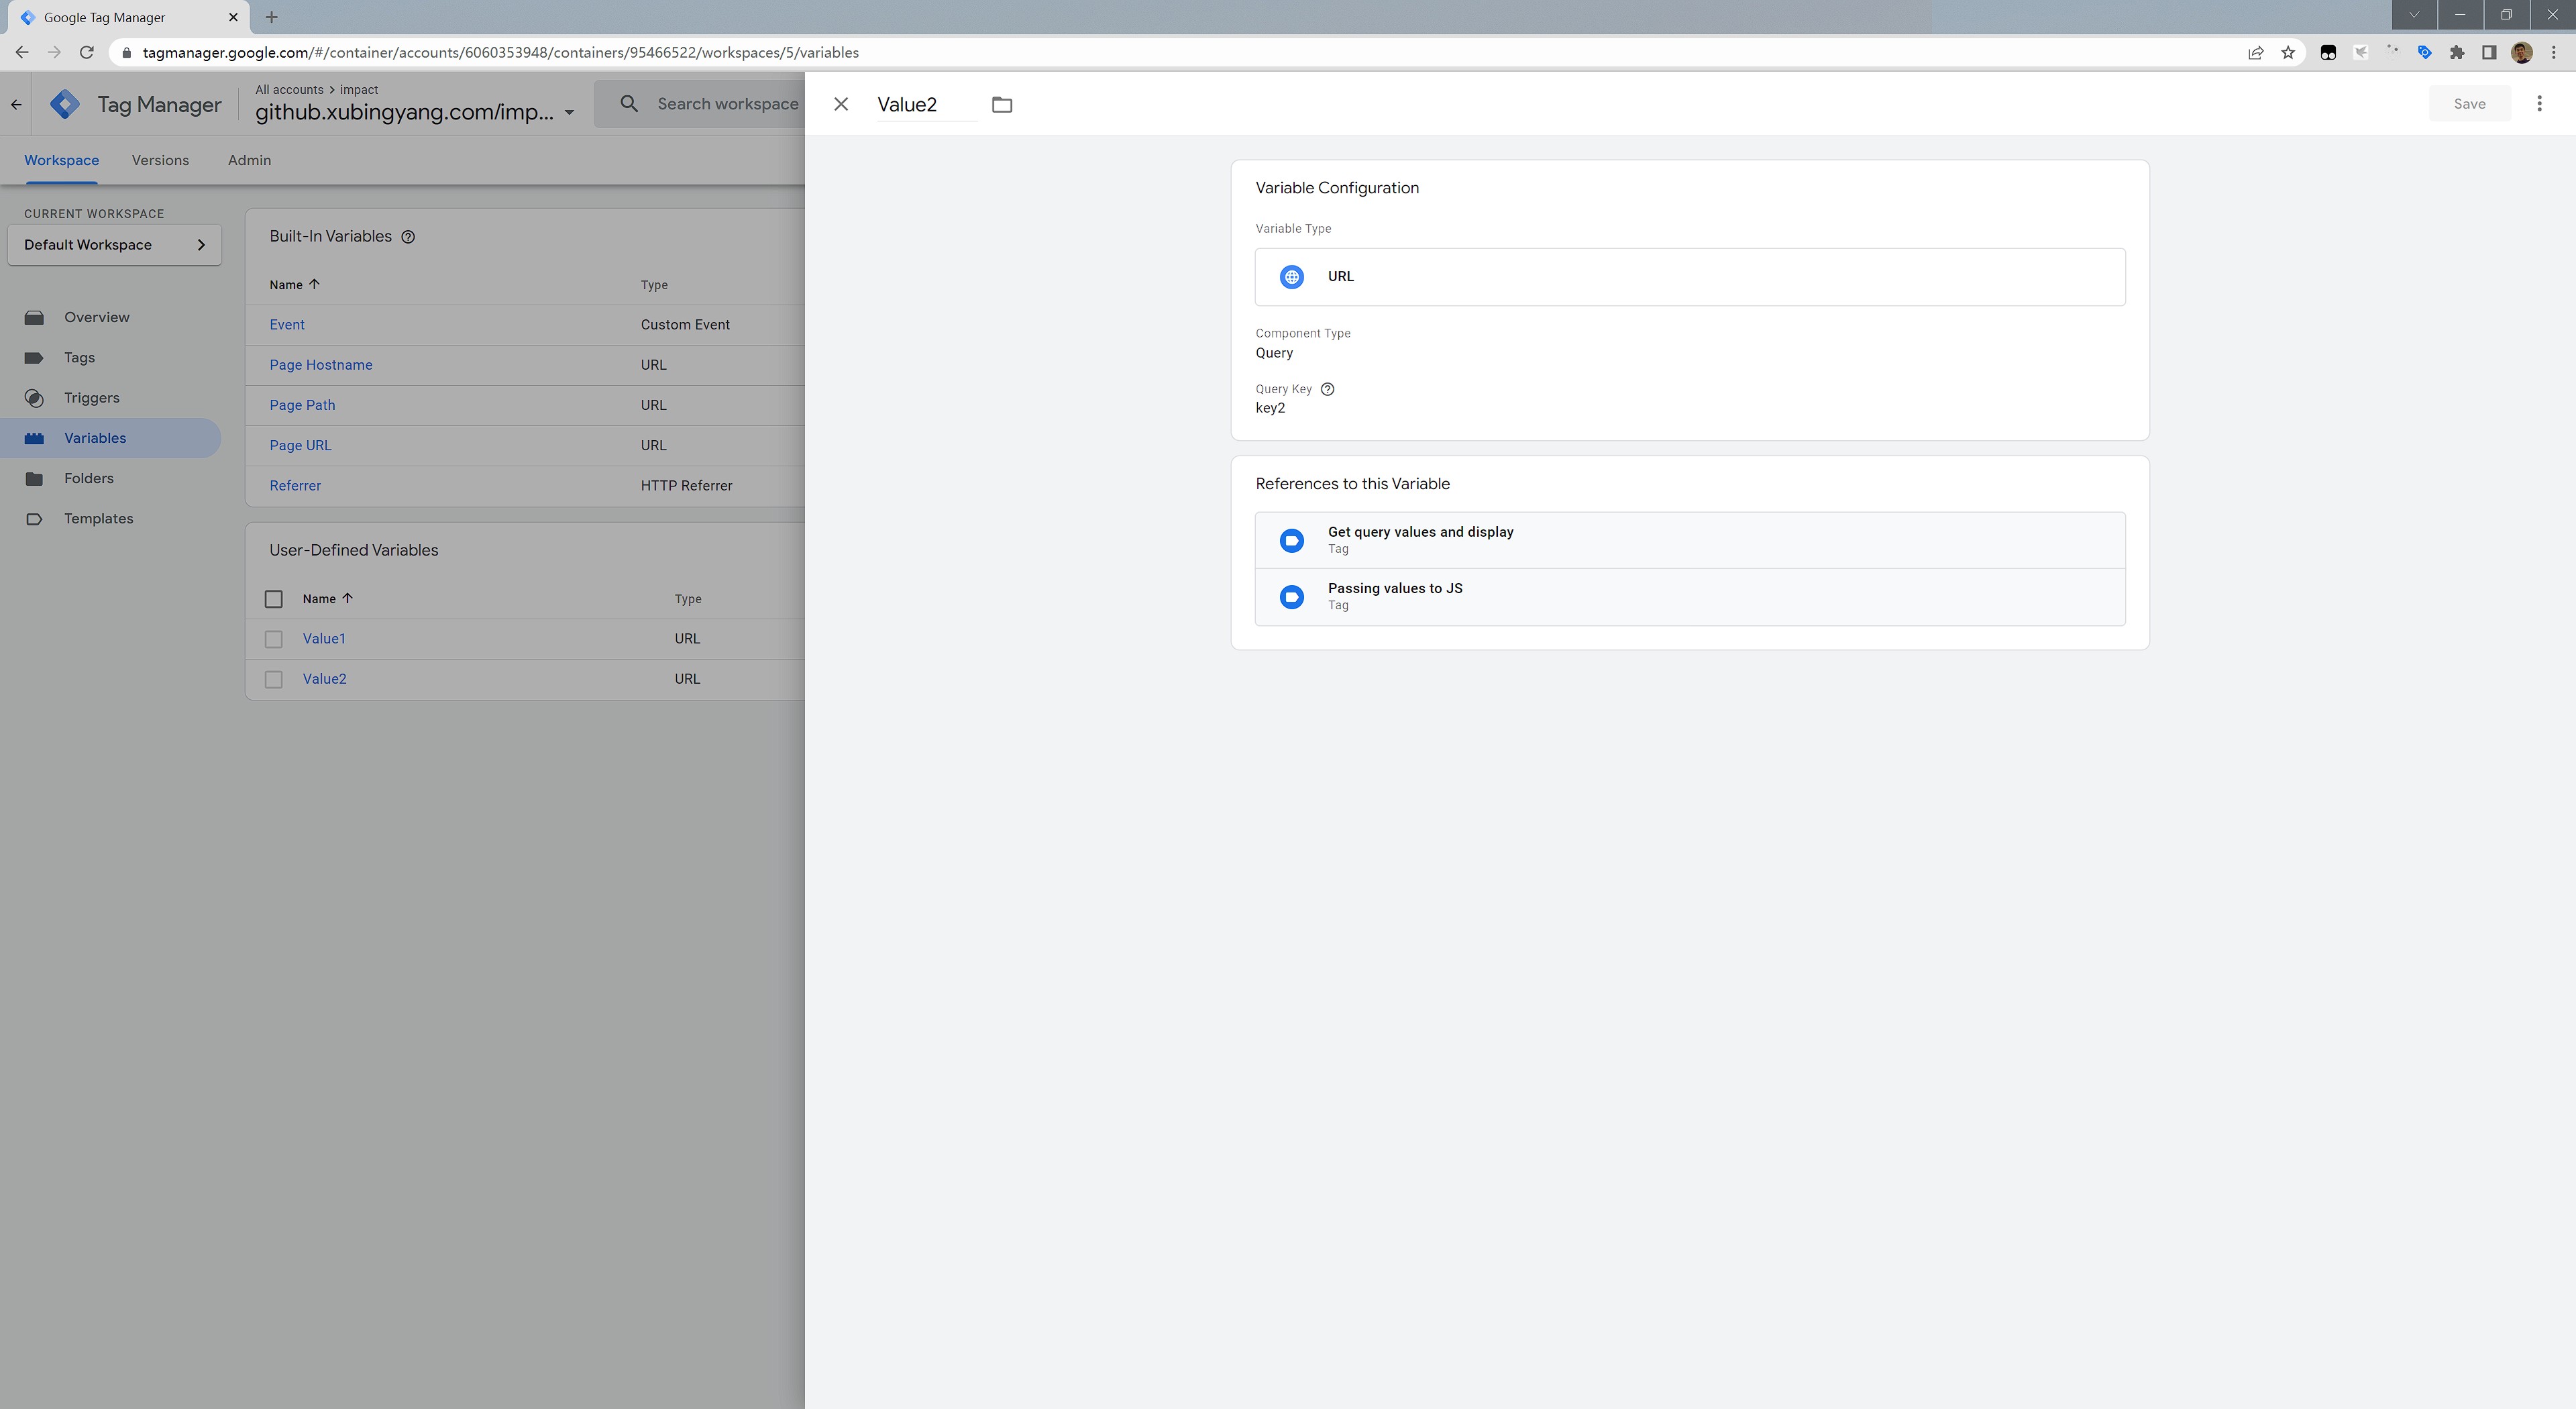 Google Tag Manager
tagmanager.google.com/#/container/accounts/6060353948/containers/95466522/workspaces/5/variables
Tag Manager
All accounts > impact
github.xubingyang.com/imp...
Search workspace
Workspace
Versions
Admin
CURRENT WORKSPACE
Default Workspace
Overview
Tags
Triggers
Variables
Folders
Templates
Built-In Variables
Name Type
Event Custom Event
Page Hostname URL
Page Path URL
Page URL URL
Referrer HTTP Referrer
User-Defined Variables
Name Type
Value1 URL
Value2 URL
Value2
Save
Variable Configuration
Variable Type
URL
Component Type
Query
Query Key
key2
References to this Variable
Get query values and display
Tag
Passing values to JS
Tag